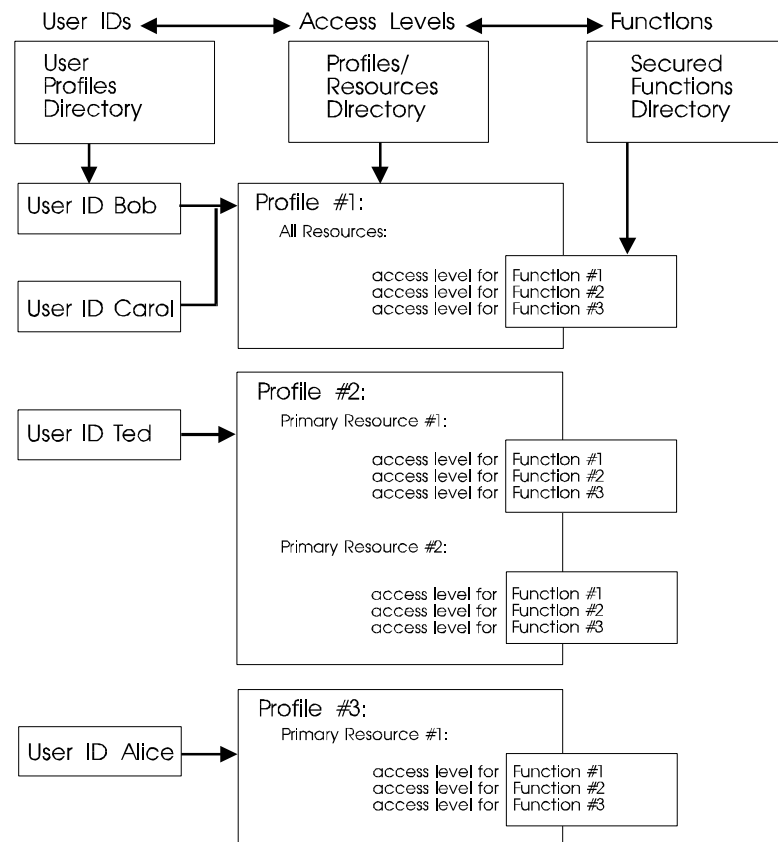 User IDs
Access Levels
Functions
User
Profiles
Directory
Profiles/
Resources
Directory
Secured
Functions
Directory
User ID Bob
User ID Carol
Profile #1:
All Resources:
access level for Function #1
access level for Function #2
access level for Function #3
User ID Ted
Profile #2:
Primary Resource #1:
access level for Function #1
access level for Function #2
access level for Function #3
Primary Resource #2:
access level for Function #1
access level for Function #2
access level for Function #3
User ID Alice
Profile #3:
Primary Resource #1:
access level for Function #1
access level for Function #2
access level for Function #3